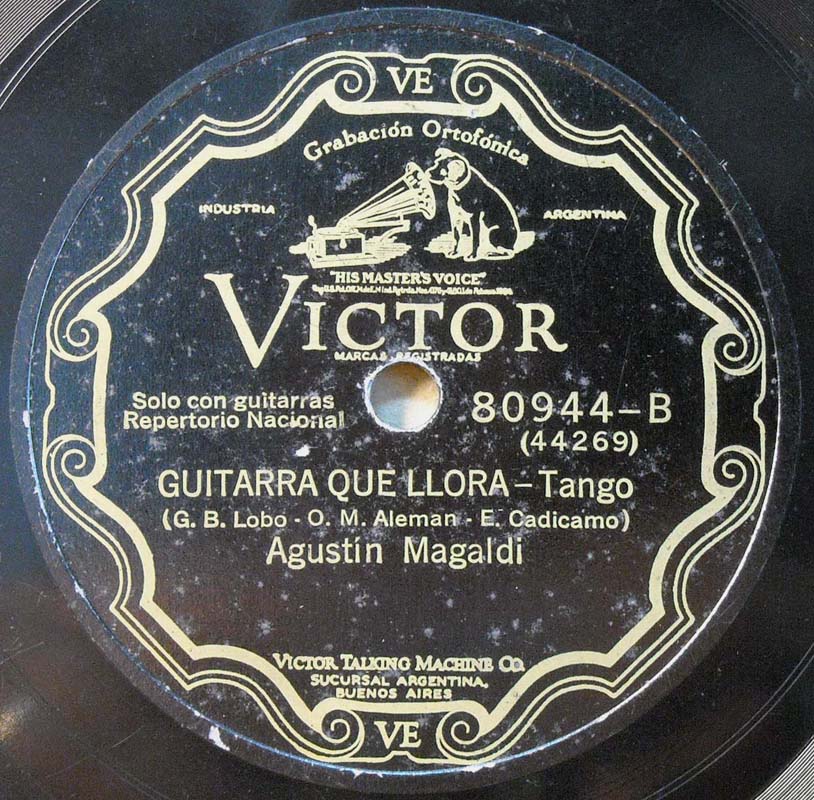 VE
Grabación Ortofónica
INDUSTRIA
ARGENTINA
"HIS MASTER'S VOICE"
VICTOR
MARCAS REGISTRADAS
Solo con guitarras
Repertorio Nacional
80944-B
(44269)
GUITARRA QUE LLORA - Tango
(G. B. Lobo - O. M. Aleman - E. Cadicamo)
Agustín Magaldi
VICTOR TALKING MACHINE CO.
SUCURSAL ARGENTINA,
BUENOS AIRES
VE